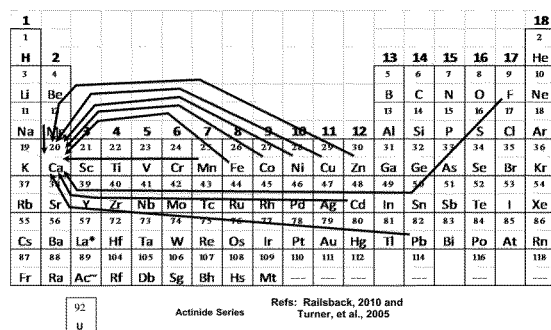 1 18
1 2
H 2 13 14 15 16 17 He
3 4 5 6 7 8 9 10
Li Be B C N O F Ne
11 12 13 14 15 16 17 18
Na Mg 3 4 5 6 7 8 9 10 11 12 Al Si P S Cl Ar
19 20 21 22 23 24 25 26 27 28 29 30 31 32 33 34 35 36
K Ca Sc Ti V Cr Mn Fe Co Ni Cu Zn Ga Ge As Se Br Kr
37 38 39 40 41 42 43 44 45 46 47 48 49 50 51 52 53 54
Rb Sr Y Zr Nb Mo Tc Ru Rh Pd Ag Cd In Sn Sb Te I Xe
55 56 57 72 73 74 75 76 77 78 79 80 81 82 83 84 85 86
Cs Ba La* Hf Ta W Re Os Ir Pt Au Hg Tl Pb Bi Po At Rn
87 88 89 104 105 106 107 108 109 110 111 112 114 116 118
Fr Ra Ac~ Rf Db Sg Bh Hs Mt --- --- --- --- --- ---
92
U
Actinide Series
Refs: Railsback, 2010 and
Turner, et al., 2005